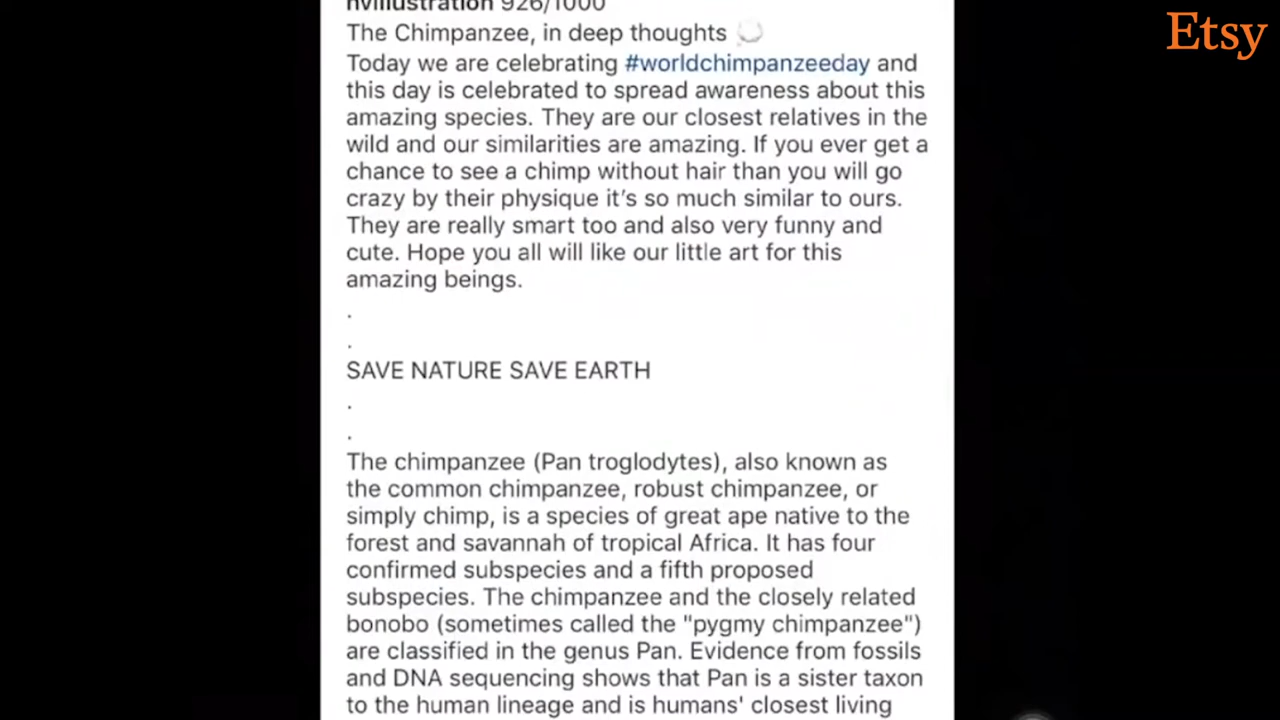 nvillustration 926/1000
Etsy
The Chimpanzee, in deep thoughts
Today we are celebrating #worldchimpanzeeday and
this day is celebrated to spread awareness about this
amazing species. They are our closest relatives in the
wild and our similarities are amazing. If you ever get a
chance to see a chimp without hair than you will go
crazy by their physique it's so much similar to ours.
They are really smart too and also very funny and
cute. Hope you all will like our little art for this
amazing beings.
.
.
SAVE NATURE SAVE EARTH
.
.
The chimpanzee (Pan troglodytes), also known as
the common chimpanzee, robust chimpanzee, or
simply chimp, is a species of great ape native to the
forest and savannah of tropical Africa. It has four
confirmed subspecies and a fifth proposed
subspecies. The chimpanzee and the closely related
bonobo (sometimes called the "pygmy chimpanzee")
are classified in the genus Pan. Evidence from fossils
and DNA sequencing shows that Pan is a sister taxon
to the human lineage and is humans' closest living